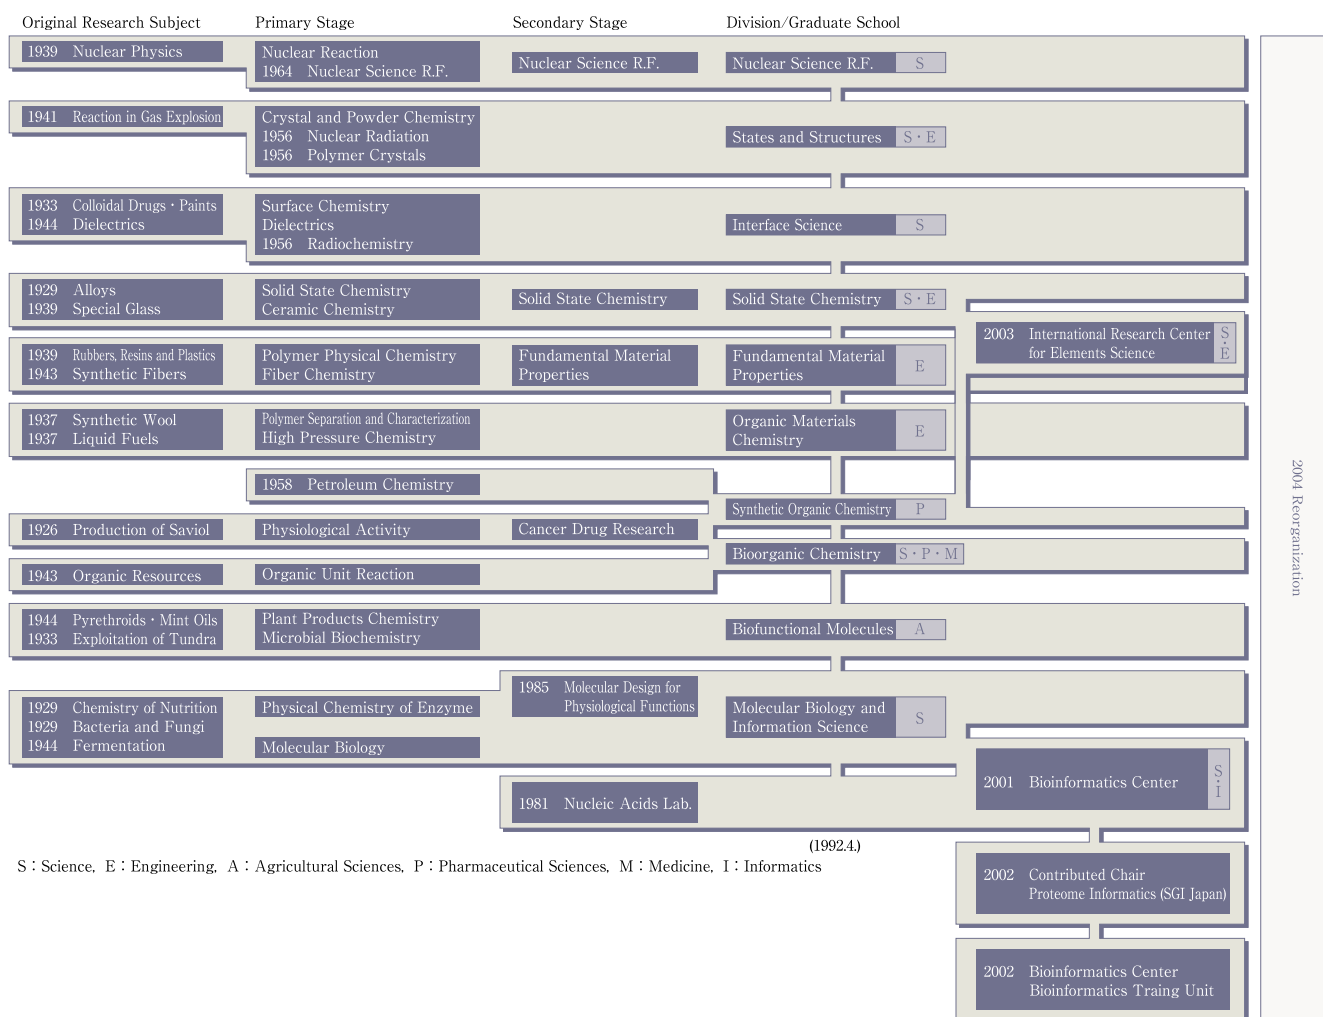 Original Research Subject
Primary Stage
Secondary Stage
Division/Graduate School
1939 Nuclear Physics
Nuclear Reaction
1964 Nuclear Science R.F.
Nuclear Science R.F.
Nuclear Science R.F. S
1941 Reaction in Gas Explosion
Crystal and Powder Chemistry
1956 Nuclear Radiation
1956 Polymer Crystals
States and Structures S・E
1933 Colloidal Drugs・Paints
1944 Dielectrics
Surface Chemistry
Dielectrics
1956 Radiochemistry
Interface Science S
1929 Alloys
1939 Special Glass
Solid State Chemistry
Ceramic Chemistry
Solid State Chemistry
Solid State Chemistry S・E
2003 International Research Center
for Elements Science
S・E
1939 Rubbers, Resins and Plastics
1943 Synthetic Fibers
Polymer Physical Chemistry
Fiber Chemistry
Fundamental Material
Properties
Fundamental Material
Properties
E
1937 Synthetic Wool
1937 Liquid Fuels
Polymer Separation and Characterization
High Pressure Chemistry
Organic Materials
Chemistry
E
1958 Petroleum Chemistry
Synthetic Organic Chemistry P
1926 Production of Saviol
Physiological Activity
Cancer Drug Research
Bioorganic Chemistry S・P・M
1943 Organic Resources
Organic Unit Reaction
1944 Pyrethroids・Mint Oils
1933 Exploitation of Tundra
Plant Products Chemistry
Microbial Biochemistry
Biofunctional Molecules A
1929 Chemistry of Nutrition
1929 Bacteria and Fungi
1944 Fermentation
Physical Chemistry of Enzyme
Molecular Biology
1985 Molecular Design for
Physiological Functions
Molecular Biology and
Information Science
S
2001 Bioinformatics Center
S・I
1981 Nucleic Acids Lab.
(1992.4.)
2002 Contributed Chair
Proteome Informatics (SGI Japan)
2002 Bioinformatics Center
Bioinformatics Traing Unit
2004 Reorganization
S：Science, E：Engineering, A：Agricultural Sciences, P：Pharmaceutical Sciences, M：Medicine, I：Informatics